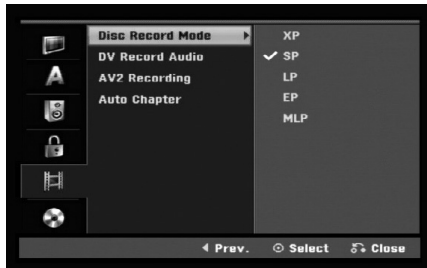 Disc Record Mode
DV Record Audio
AV2 Recording
Auto Chapter
XP
SP
LP
EP
MLP
A
Prev.
Select
Close